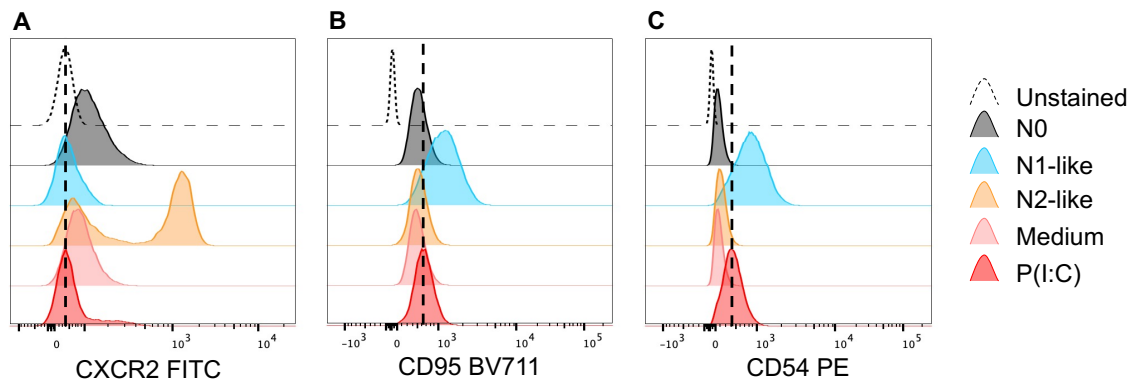 A
B
C
0
10³
10⁴
CXCR2 FITC
-10³
0
10³
10⁴
10⁵
CD95 BV711
-10³
0
10³
10⁴
10⁵
CD54 PE
Unstained
N0
N1-like
N2-like
Medium
P(I:C)